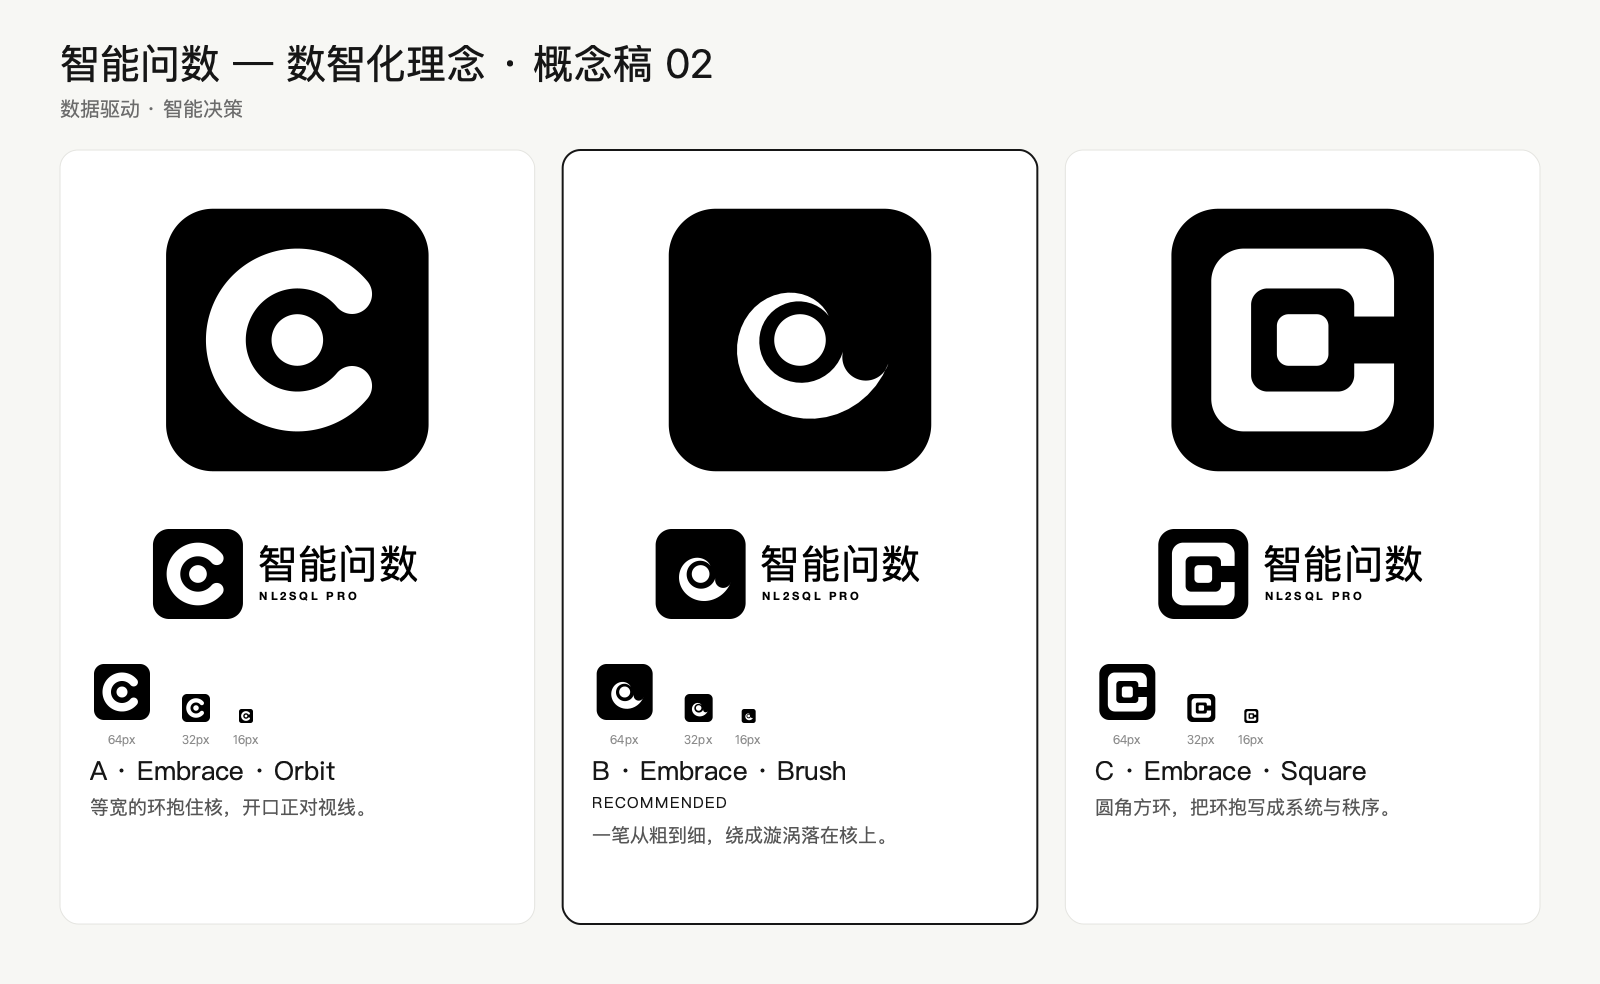 智能问数 — 数智化理念 · 概念稿 02
数据驱动 · 智能决策
智能问数
NL2SQL PRO
64px 32px 16px
A · Embrace · Orbit
等宽的环抱住核，开口正对视线。
智能问数
NL2SQL PRO
64px 32px 16px
B · Embrace · Brush
RECOMMENDED
一笔从粗到细，绕成漩涡落在核上。
智能问数
NL2SQL PRO
64px 32px 16px
C · Embrace · Square
圆角方环，把环抱写成系统与秩序。